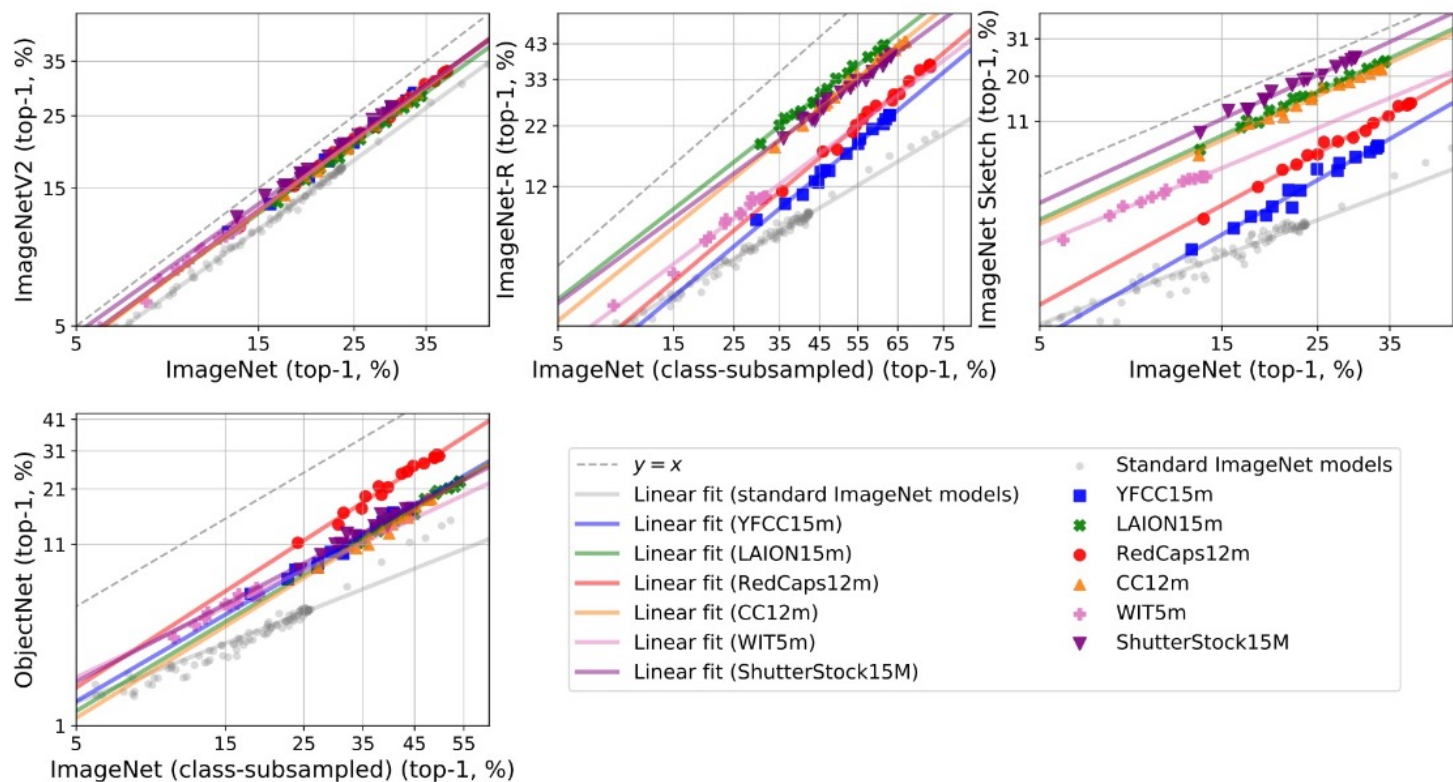 ImageNetV2 (top-1, %)
35
25
15
5
5
15
25
35
ImageNet (top-1, %)
ImageNet-R (top-1, %)
43
33
22
12
5
15
25
35
45
55
65
75
ImageNet (class-subsampled) (top-1, %)
ImageNet Sketch (top-1, %)
31
20
11
5
15
25
35
ImageNet (top-1, %)
ObjectNet (top-1, %)
41
31
21
11
1
5
15
25
35
45
55
ImageNet (class-subsampled) (top-1, %)
y = x
Linear fit (standard ImageNet models)
Linear fit (YFCC15m)
Linear fit (LAION15m)
Linear fit (RedCaps12m)
Linear fit (CC12m)
Linear fit (WIT5m)
Linear fit (ShutterStock15M)
Standard ImageNet models
YFCC15m
LAION15m
RedCaps12m
CC12m
WIT5m
ShutterStock15M